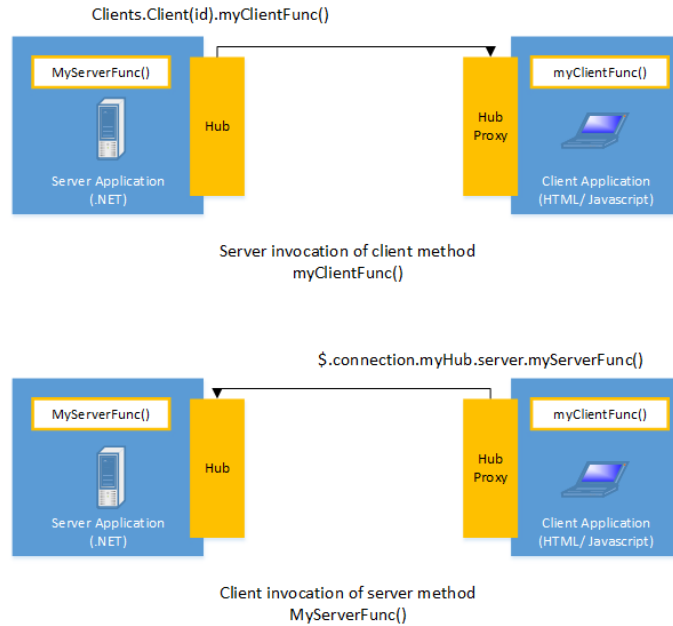 Clients.Client(id).myClientFunc()
MyServerFunc()
Hub
Server Application
(.NET)
Hub
Proxy
myClientFunc()
Client Application
(HTML/ Javascript)
Server invocation of client method
myClientFunc()
$.connection.myHub.server.myServerFunc()
MyServerFunc()
Hub
Server Application
(.NET)
Hub
Proxy
myClientFunc()
Client Application
(HTML/ Javascript)
Client invocation of server method
MyServerFunc()